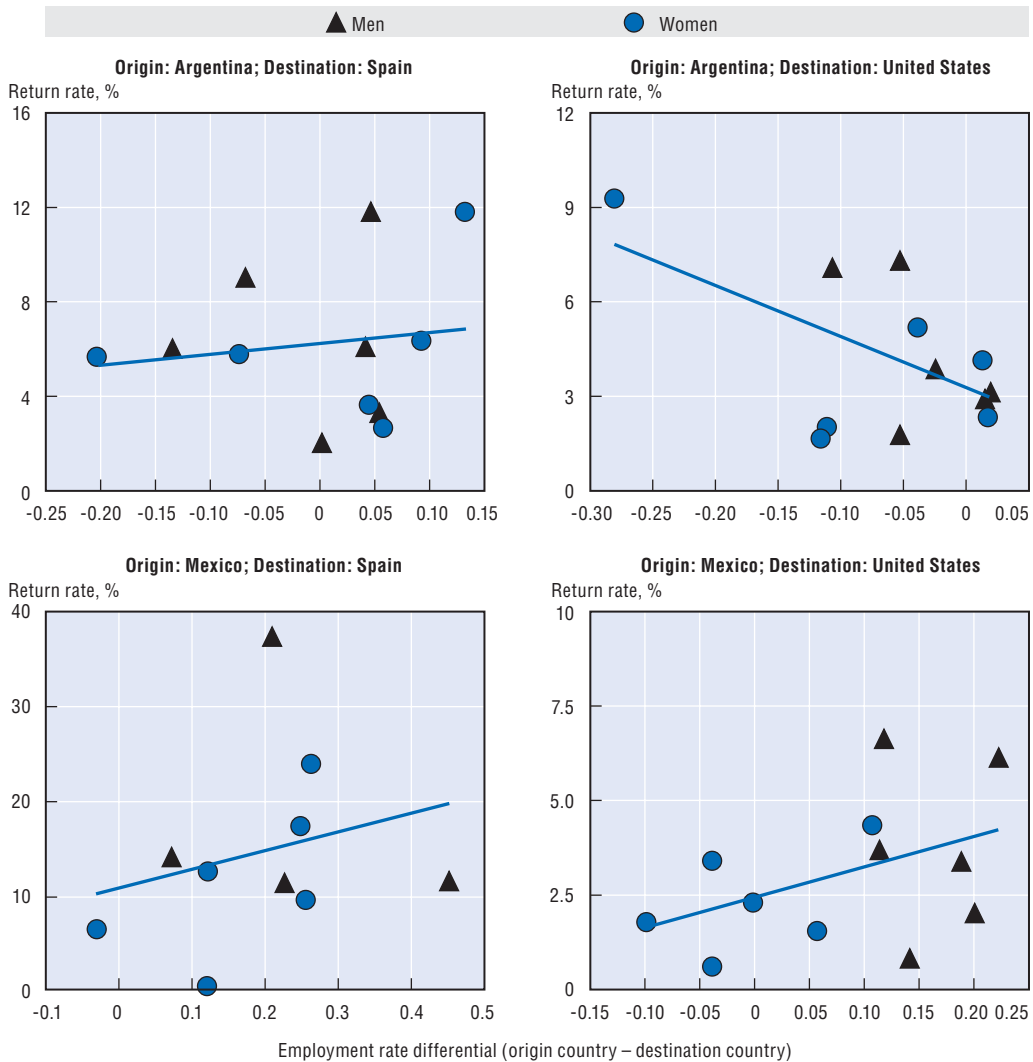 Men Women
Origin: Argentina; Destination: Spain
Return rate, %
16
12
8
4
0
-0.25 -0.20 -0.15 -0.10 -0.05 0 0.05 0.10 0.15
Origin: Argentina; Destination: United States
Return rate, %
12
9
6
3
0
-0.30 -0.25 -0.20 -0.15 -0.10 -0.05 0 0.05
Origin: Mexico; Destination: Spain
Return rate, %
40
30
20
10
0
-0.1 0 0.1 0.2 0.3 0.4 0.5
Origin: Mexico; Destination: United States
Return rate, %
10
7.5
5.0
2.5
0
-0.15 -0.10 -0.05 0 0.05 0.10 0.15 0.20 0.25
Employment rate differential (origin country – destination country)